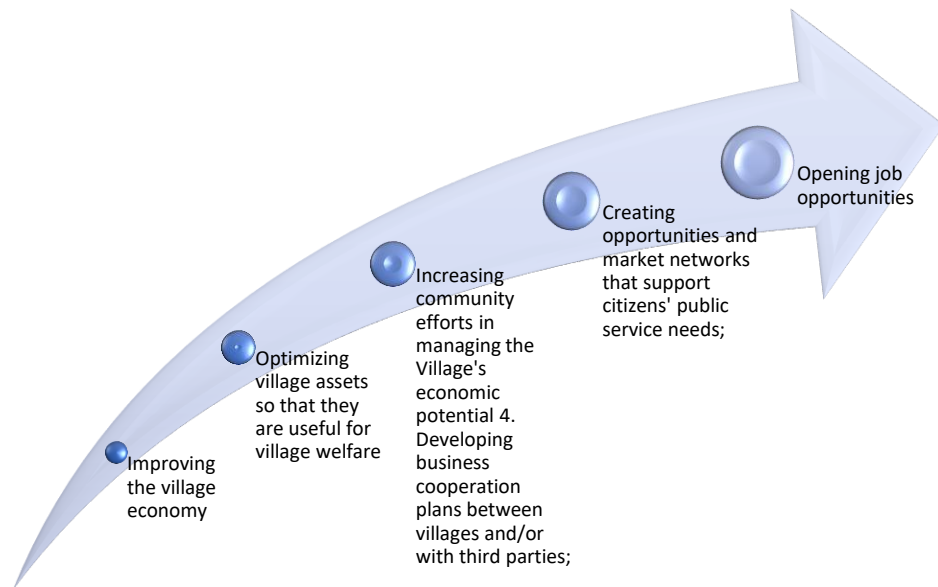 Improving
the village
economy
Optimizing
village assets
so that they
are useful for
village welfare
Increasing
community
efforts in
managing the
Village's
economic
potential 4.
Developing
business
cooperation
plans between
villages and/or
with third parties;
Creating
opportunities and
market networks
that support
citizens' public
service needs;
Opening job
opportunities